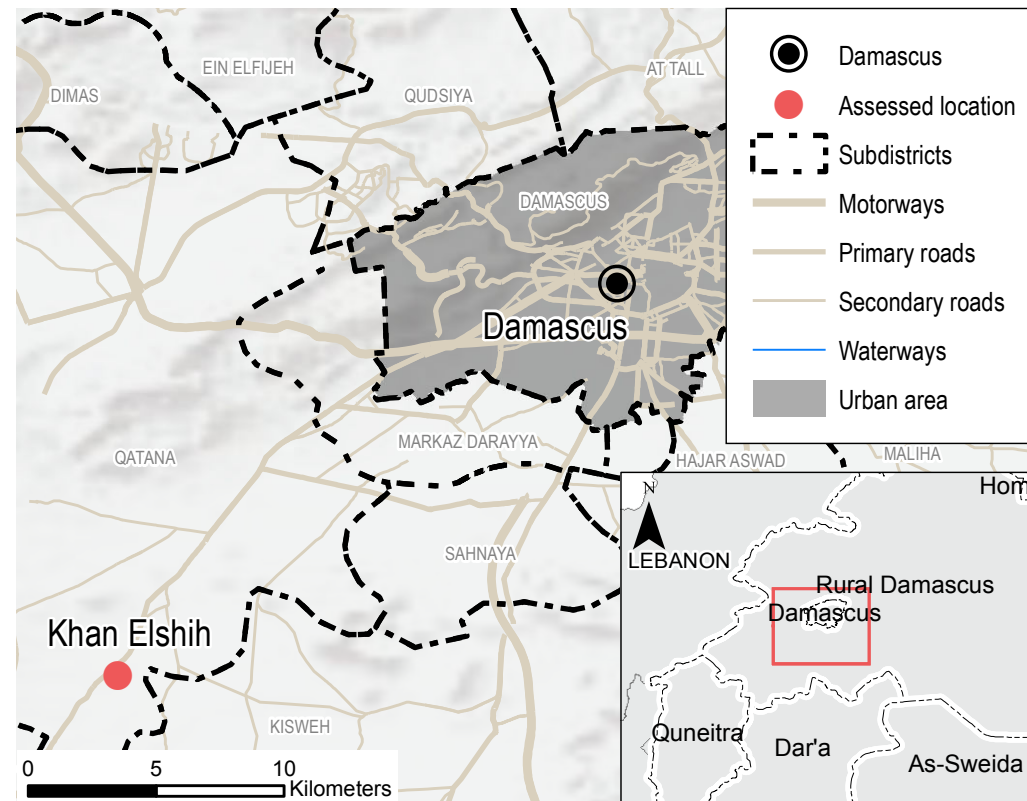 EIN ELFIJEH
AT TALL
DIMAS
QUDSIYA
DAMASCUS
Damascus
MARKAZ DARAYYA
QATANA
HAJAR ASWAD
MALIHA
SAHNAYA
Khan Elshih
KISWEH
0 5 10
Kilometers
Damascus
Assessed location
Subdistricts
Motorways
Primary roads
Secondary roads
Waterways
Urban area
N
Hom
LEBANON
Rural Damascus
Damascus
Quneitra
Dar'a
As-Sweida